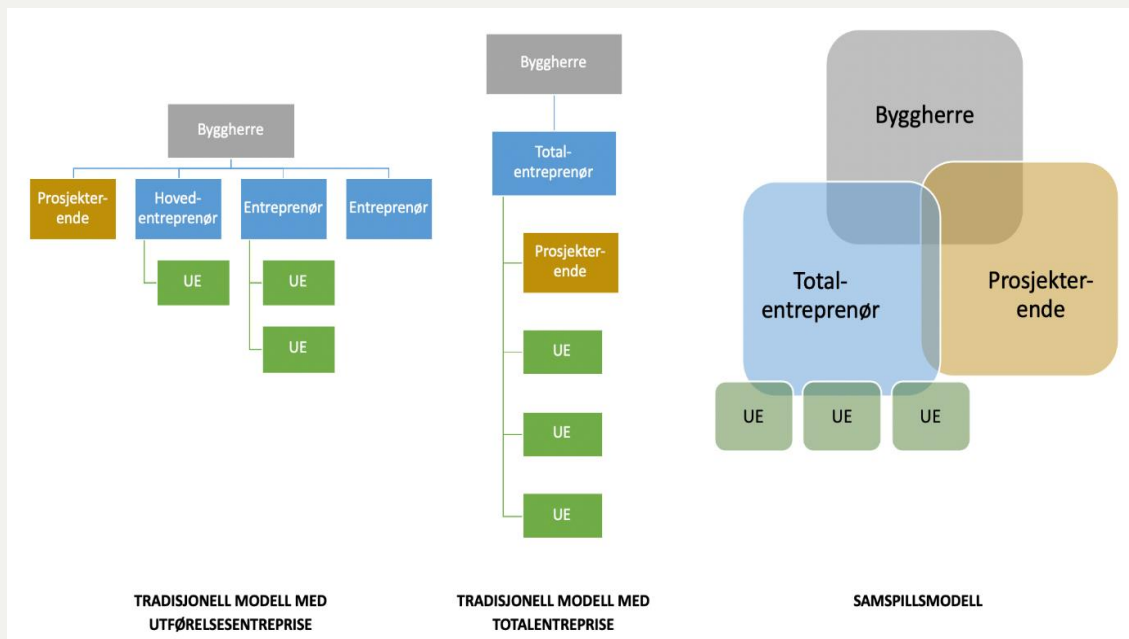 Byggherre
Prosjekter-
ende
Hoved-
entreprenør
Entreprenør
Entreprenør
UE
UE
UE
TRADISJONELL MODELL MED
UTFØRELSESENTREPRISE
Byggherre
Total-
entreprenør
Prosjekter-
ende
UE
UE
UE
TRADISJONELL MODELL MED
TOTALENTREPRISE
Byggherre
Total-
entreprenør
Prosjekter-
ende
UE
UE
UE
SAMSPILLSMODELL